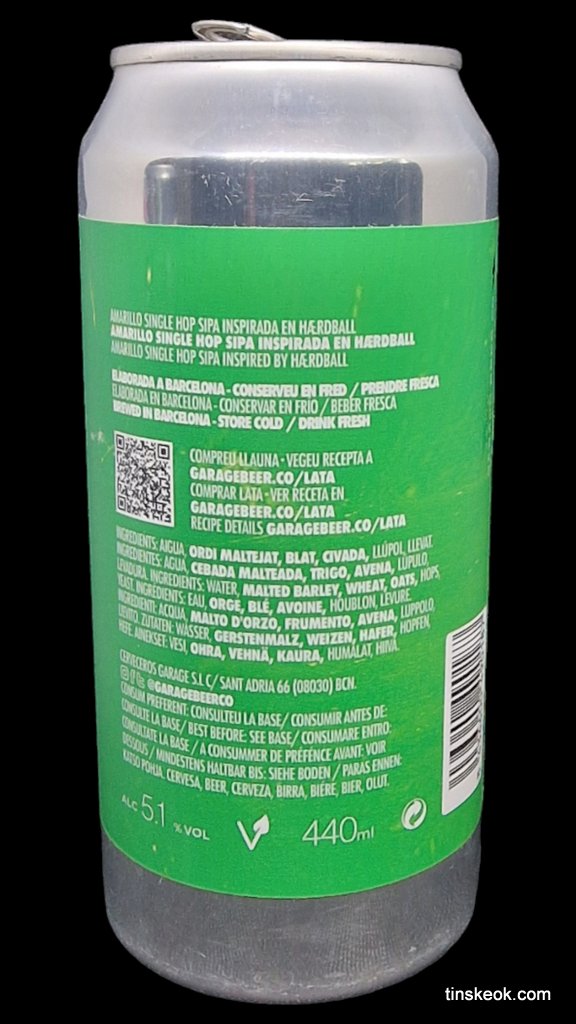 AMARILLO SINGLE HOP SIPA INSPIRADA EN HÆRDBALL
AMARILLO SINGLE HOP SIPA INSPIRADA EN HÆRDBALL
AMARILLO SINGLE HOP SIPA INSPIRED BY HÆRDBALL
ELABORADA A BARCELONA - CONSERVEU EN FRED / PRENDRE FRESCA
ELABORADA EN BARCELONA - CONSERVAR EN FRIO / BEBER FRESCA
BREWED IN BARCELONA - STORE COLD / DRINK FRESH
COMPREU LLAUNA - VEGEU RECEPTA A
GARAGEBEER.CO/LATA
COMPRAR LATA - VER RECETA EN
GARAGEBEER.CO/LATA
RECIPE DETAILS GARAGEBEER.CO/LATA
INGREDIENTS: AIGUA, ORDI MALTEJAT, BLAT, CIVADA, LLÚPOL, LLEVAT.
INGREDIENTES: AGUA, CEBADA MALTEADA, TRIGO, AVENA, LÚPULO,
LEVADURA. INGREDIENTS: WATER, MALTED BARLEY, WHEAT, OATS, HOPS,
YEAST. INGREDIENTS: EAU, ORGE, BLÉ, AVOINE, HOUBLON, LEVURE.
INGREDIENTI: ACQUA, MALTO D'ORZO, FRUMENTO, AVENA, LUPPOLO,
LIEVITO. ZUTATEN: WASSER, GERSTENMALZ, WEIZEN, HAFER, HOPFEN,
HEFE. AINEKSET: VESI, OHRA, VEHNÄ, KAURA, HUMALAT, HIIVA.
CERVECEROS GARAGE S.L C/ SANT ADRIA 66 (08030) BCN.
@GARAGEBEERCO
CONSUM PREFERENT: CONSULTEU LA BASE/ CONSUMIR ANTES DE:
CONSULTE LA BASE/ BEST BEFORE: SEE BASE/ CONSUMARE ENTRO:
CONSULTATE LA BASE / A CONSUMMER DE PRÉFÉNCE AVANT: VOIR
DESSOUS / MINDESTENS HALTBAR BIS: SIEHE BODEN / PARAS ENNEN:
KATSO POHJA, CERVESA, BEER, CERVEZA, BIRRA, BIÈRE, BIER, OLUT.
ALC 5.1 % VOL
V
440ml
tinskeok.com